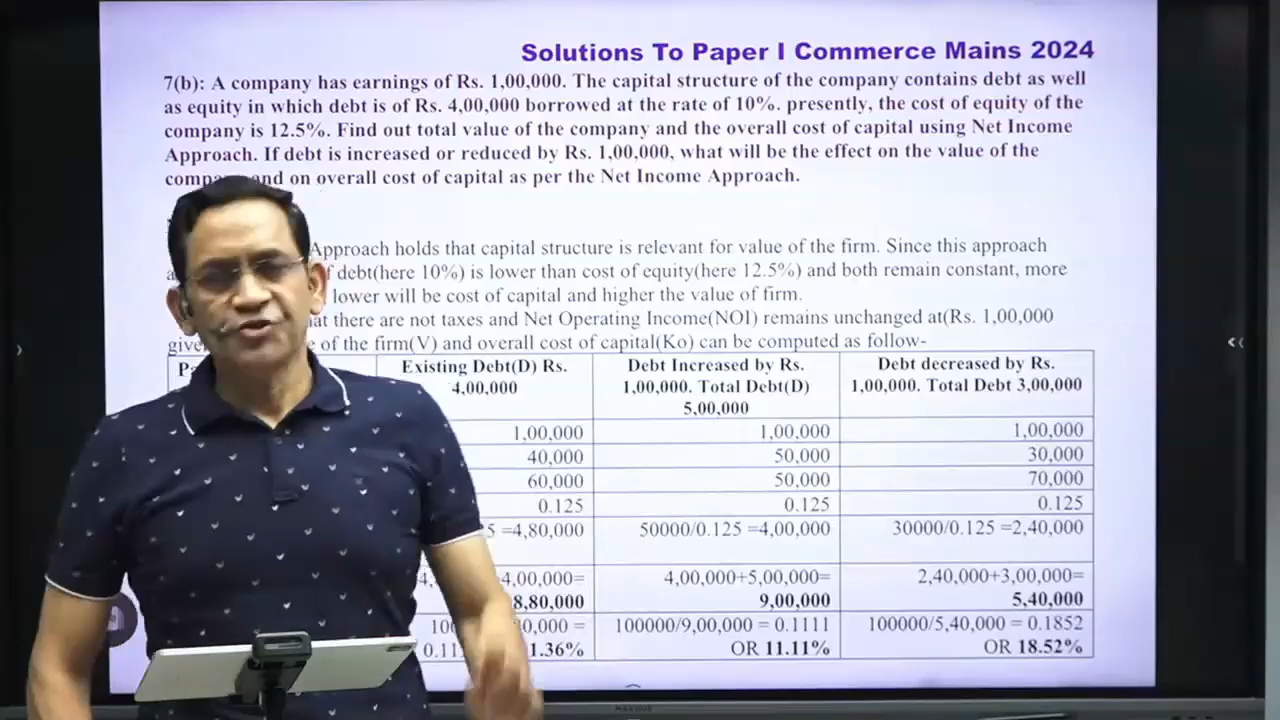 Solutions To Paper I Commerce Mains 2024
7(b): A company has earnings of Rs. 1,00,000. The capital structure of the company contains debt as well
as equity in which debt is of Rs. 4,00,000 borrowed at the rate of 10%. presently, the cost of equity of the
company is 12.5%. Find out total value of the company and the overall cost of capital using Net Income
Approach. If debt is increased or reduced by Rs. 1,00,000, what will be the effect on the value of the
and on overall cost of capital as per the Net Income Approach.
Approach holds that capital structure is relevant for value of the firm. Since this approach
debt(here 10%) is lower than cost of equity(here 12.5%) and both remain constant, more
lower will be cost of capital and higher the value of firm.
there are not taxes and Net Operating Income(NOI) remains unchanged at(Rs. 1,00,000
of the firm(V) and overall cost of capital(Ko) can be computed as follow-
Existing Debt(D) Rs. 4,00,000
Debt Increased by Rs. 1,00,000. Total Debt(D) 5,00,000
Debt decreased by Rs. 1,00,000. Total Debt 3,00,000
1,00,000 1,00,000 1,00,000
40,000 50,000 30,000
60,000 50,000 70,000
0.125 0.125 0.125
=4,80,000 50000/0.125 =4,00,000 30000/0.125 =2,40,000
4,00,000= 4,00,000+5,00,000= 2,40,000+3,00,000=
8,80,000 9,00,000 5,40,000
= 100000/9,00,000 = 0.1111 100000/5,40,000 = 0.1852
1.36% OR 11.11% OR 18.52%